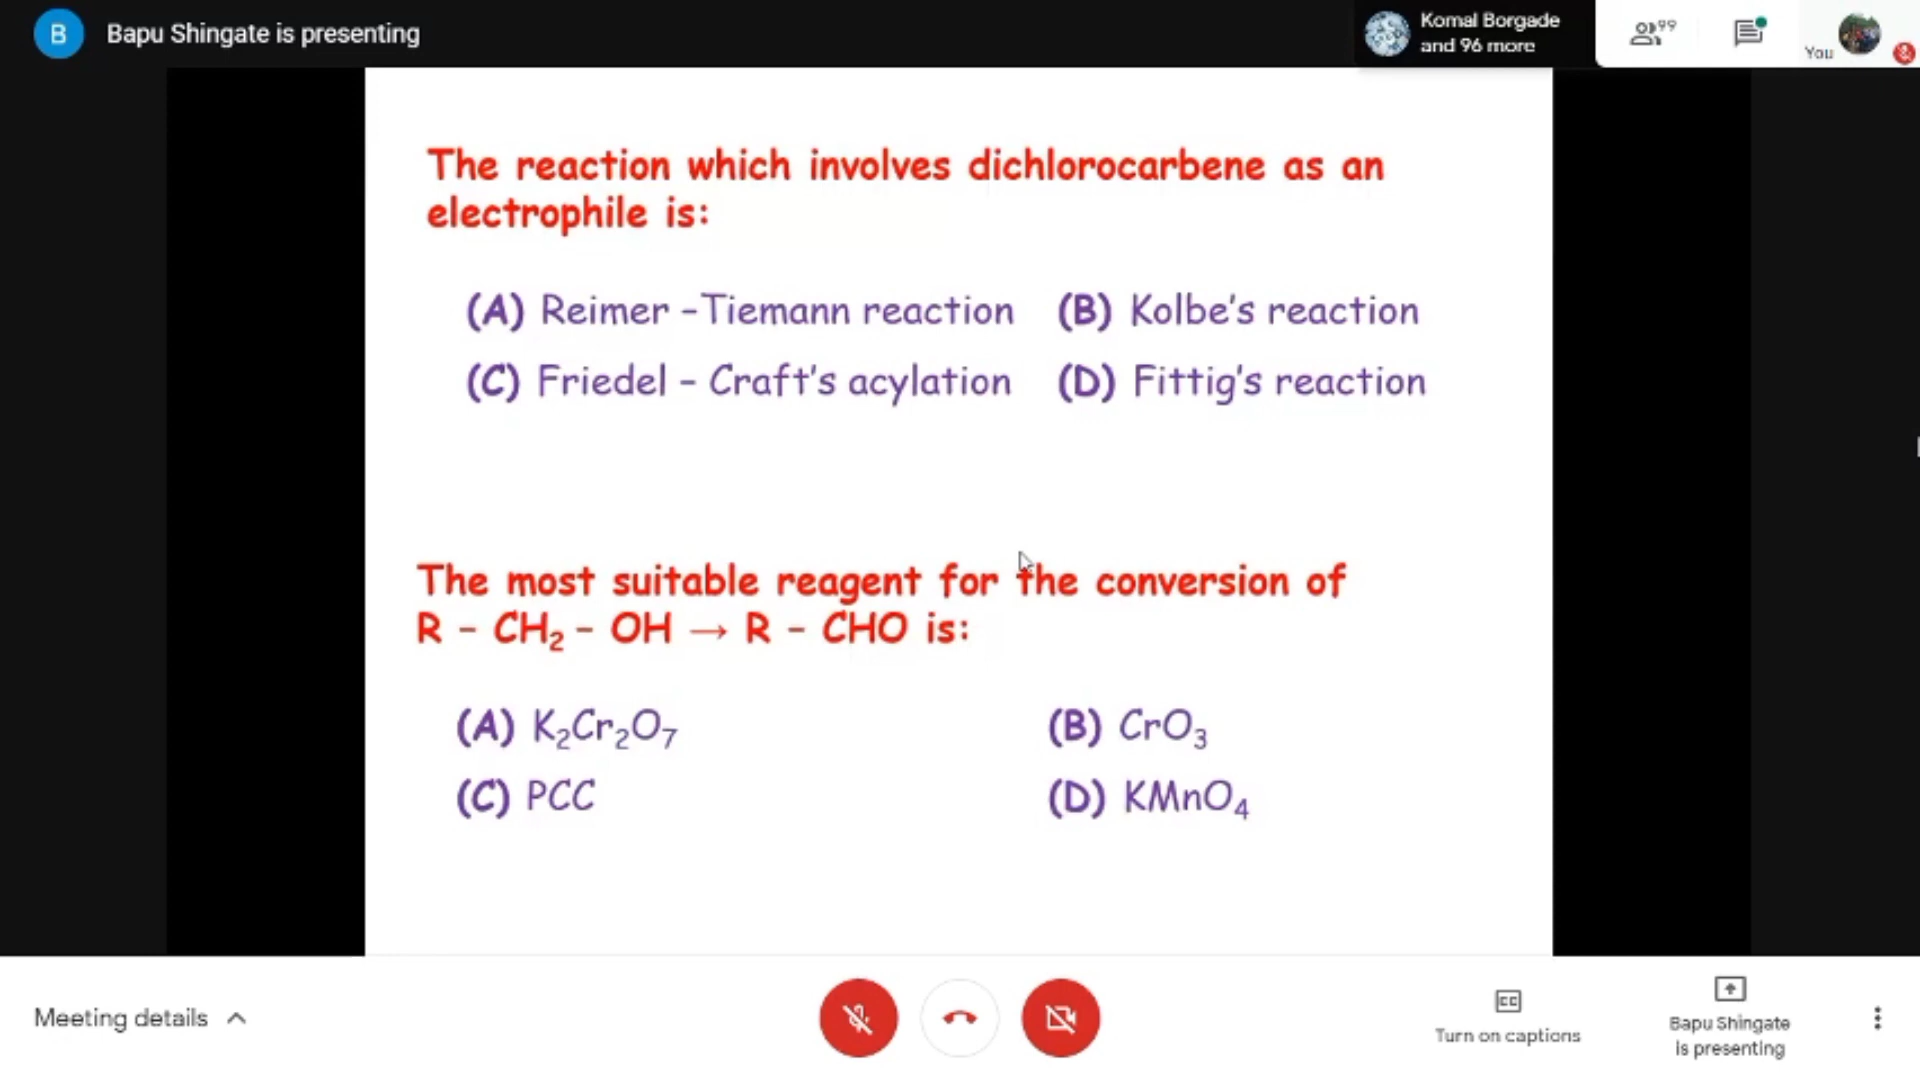 B Bapu Shingate is presenting
Komal Borgade
and 96 more
99
You
The reaction which involves dichlorocarbene as an
electrophile is:
(A) Reimer –Tiemann reaction (B) Kolbe's reaction
(C) Friedel – Craft's acylation (D) Fittig's reaction
The most suitable reagent for the conversion of
R – CH₂ – OH → R – CHO is:
(A) K₂Cr₂O₇ (B) CrO₃
(C) PCC (D) KMnO₄
Meeting details
CC
Turn on captions
Bapu Shingate
is presenting